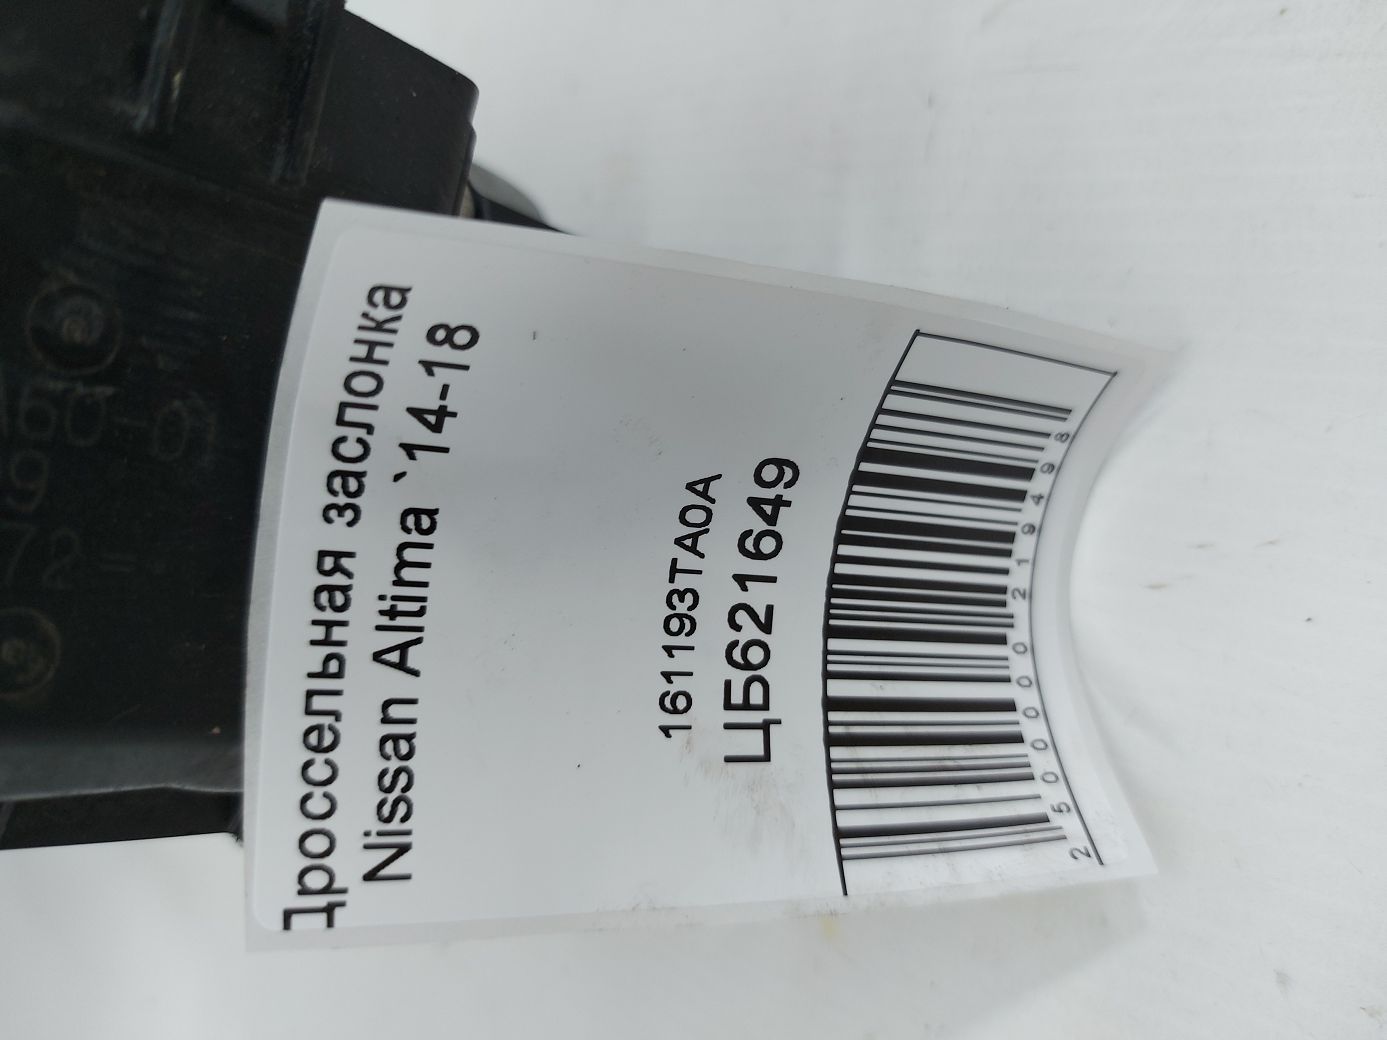 Дроссельная заслонка
Nissan Altima `14-18
161193TA0A
ЦБ621649
2500000219498